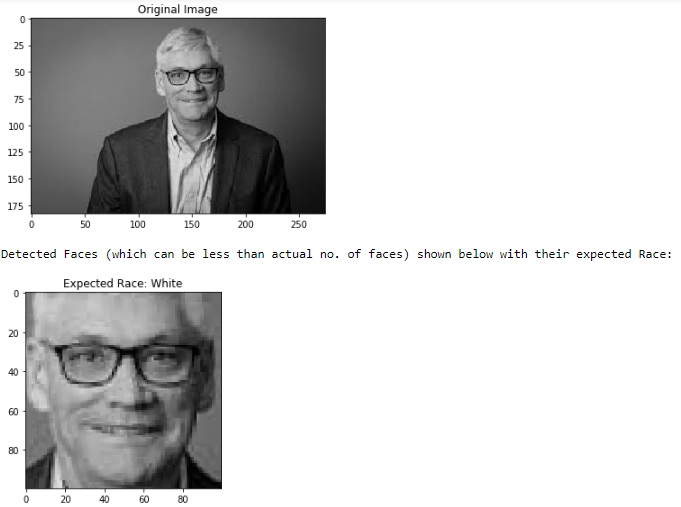 Original Image
0
25
50
75
100
125
150
175
0 50 100 150 200 250
Detected Faces (which can be less than actual no. of faces) shown below with their expected Race:
Expected Race: White
0
20
40
60
80
0 20 40 60 80